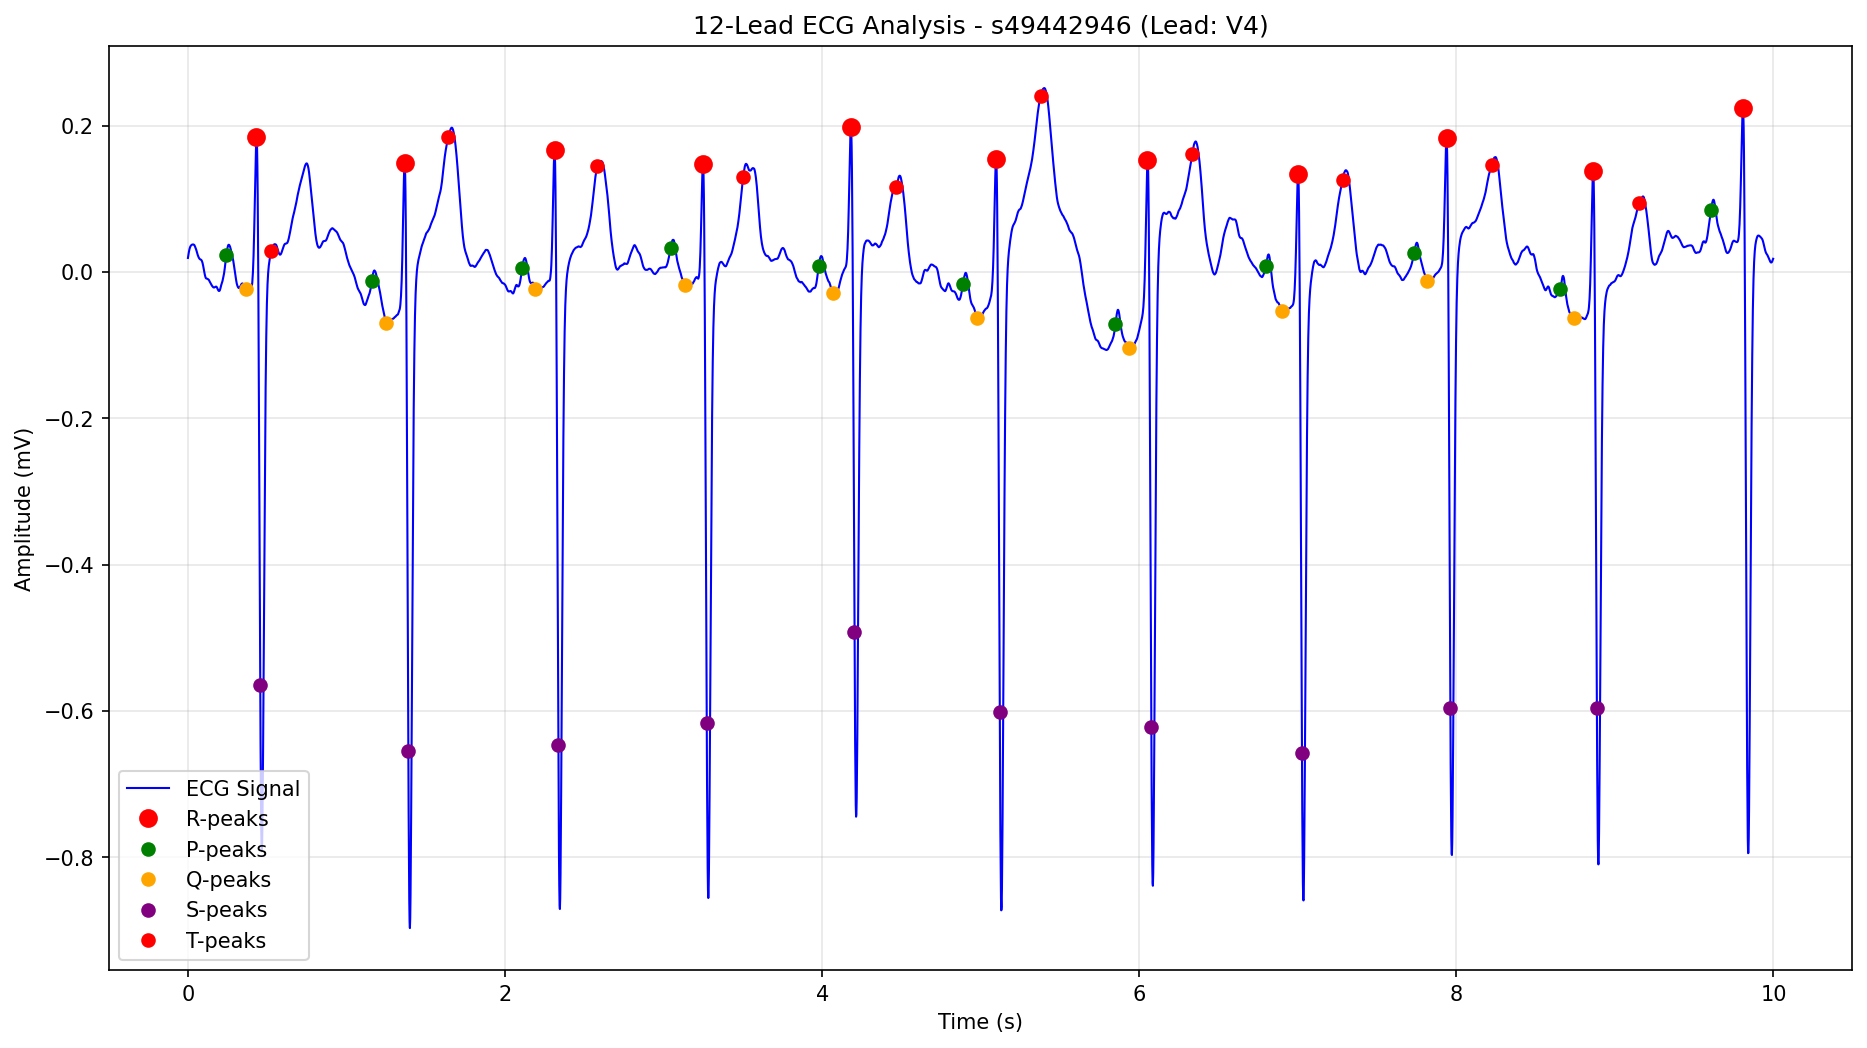 12-Lead ECG Analysis - s49442946 (Lead: V4)
Amplitude (mV)
0.2
0.0
−0.2
−0.4
−0.6
−0.8
ECG Signal
R-peaks
P-peaks
Q-peaks
S-peaks
T-peaks
0 2 4 6 8 10
Time (s)